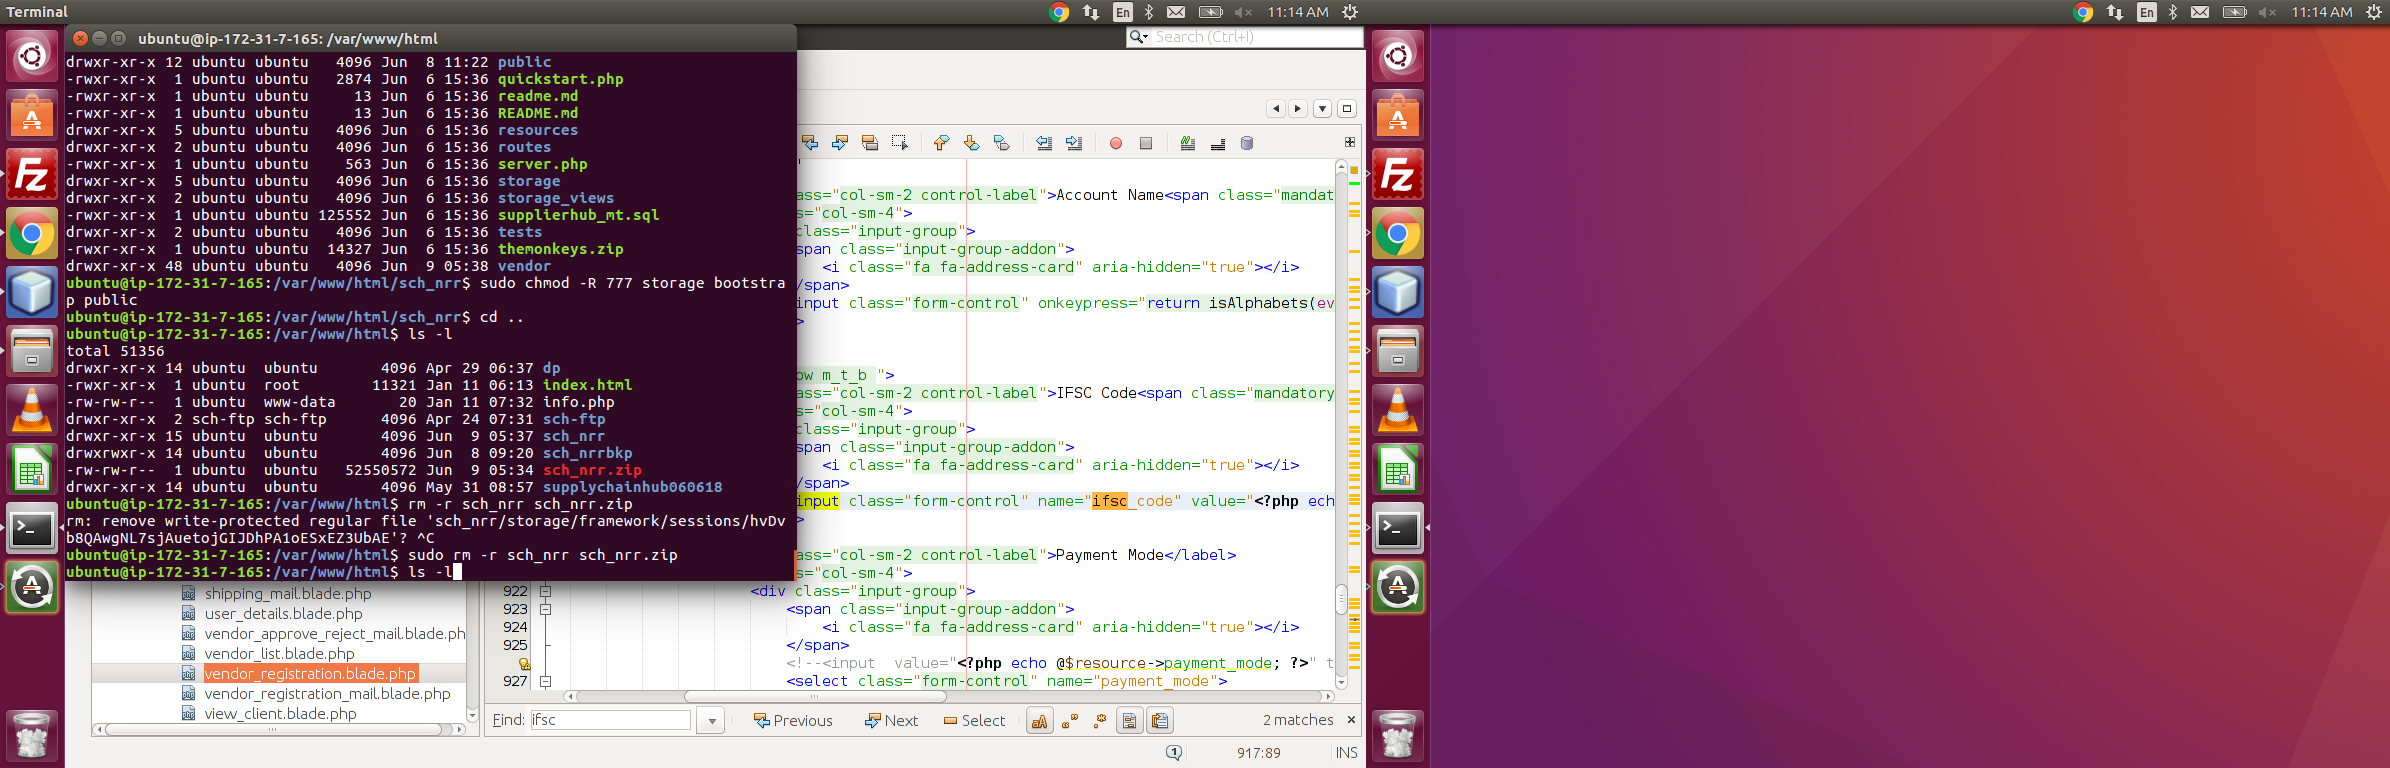 Terminal
En
11:14 AM
En
11:14 AM
ubuntu@ip-172-31-7-165: /var/www/html
Search (Ctrl+I)
drwxr-xr-x 12 ubuntu ubuntu   4096 Jun  8 11:22 public
-rwxr-xr-x  1 ubuntu ubuntu   2874 Jun  6 15:36 quickstart.php
-rwxr-xr-x  1 ubuntu ubuntu     13 Jun  6 15:36 readme.md
-rwxr-xr-x  1 ubuntu ubuntu     13 Jun  6 15:36 README.md
drwxr-xr-x  5 ubuntu ubuntu   4096 Jun  6 15:36 resources
drwxr-xr-x  2 ubuntu ubuntu   4096 Jun  6 15:36 routes
-rwxr-xr-x  1 ubuntu ubuntu    563 Jun  6 15:36 server.php
drwxr-xr-x  5 ubuntu ubuntu   4096 Jun  6 15:36 storage
drwxr-xr-x  2 ubuntu ubuntu   4096 Jun  6 15:36 storage_views
-rwxr-xr-x  1 ubuntu ubuntu 125552 Jun  6 15:36 supplierhub_mt.sql
drwxr-xr-x  2 ubuntu ubuntu   4096 Jun  6 15:36 tests
-rwxr-xr-x  1 ubuntu ubuntu  14327 Jun  6 15:36 themonkeys.zip
drwxr-xr-x 48 ubuntu ubuntu   4096 Jun  9 05:38 vendor
ubuntu@ip-172-31-7-165:/var/www/html/sch_nrr$ sudo chmod -R 777 storage bootstra
p public
ubuntu@ip-172-31-7-165:/var/www/html/sch_nrr$ cd ..
ubuntu@ip-172-31-7-165:/var/www/html$ ls -l
total 51356
drwxr-xr-x 14 ubuntu  ubuntu       4096 Apr 29 06:37 dp
-rwxr-xr-x  1 ubuntu  root        11321 Jan 11 06:13 index.html
-rw-rw-r--  1 ubuntu  www-data       20 Jan 11 07:32 info.php
drwxr-xr-x  2 sch-ftp sch-ftp      4096 Apr 24 07:31 sch-ftp
drwxr-xr-x 15 ubuntu  ubuntu       4096 Jun  9 05:37 sch_nrr
drwxrwxr-x 14 ubuntu  ubuntu       4096 Jun  8 09:20 sch_nrrbkp
-rw-rw-r--  1 ubuntu  ubuntu   52550572 Jun  9 05:34 sch_nrr.zip
drwxr-xr-x 14 ubuntu  ubuntu       4096 May 31 08:57 supplychainhub060618
ubuntu@ip-172-31-7-165:/var/www/html$ rm -r sch_nrr sch_nrr.zip
rm: remove write-protected regular file 'sch_nrr/storage/framework/sessions/hvDv
b8QAwgNL7sjAuetojGIJDhPA1oESxEZ3UbAE'? ^C
ubuntu@ip-172-31-7-165:/var/www/html$ sudo rm -r sch_nrr sch_nrr.zip
ubuntu@ip-172-31-7-165:/var/www/html$ ls -l
ass="col-sm-2 control-label">Account Name<span class="mandat
s="col-sm-4">
class="input-group">
span class="input-group-addon">
<i class="fa fa-address-card" aria-hidden="true"></i>
/span>
input class="form-control" onkeypress="return isAlphabets(ev
>
ow m_t_b ">
ass="col-sm-2 control-label">IFSC Code<span class="mandatory
s="col-sm-4">
class="input-group">
span class="input-group-addon">
<i class="fa fa-address-card" aria-hidden="true"></i>
/span>
input class="form-control" name="ifsc_code" value="<?php ech
>
ass="col-sm-2 control-label">Payment Mode</label>
s="col-sm-4">
922 <div class="input-group">
923 <span class="input-group-addon">
924 <i class="fa fa-address-card" aria-hidden="true"></i>
925 </span>
<!--<input  value="<?php echo @$resource->payment_mode; ?>" t
927 <select class="form-control" name="payment_mode">
shipping_mail.blade.php
user_details.blade.php
vendor_approve_reject_mail.blade.ph
vendor_list.blade.php
vendor_registration.blade.php
vendor_registration_mail.blade.php
view_client.blade.php
Find: ifsc Previous Next Select aA 2 matches
1 917:89 INS